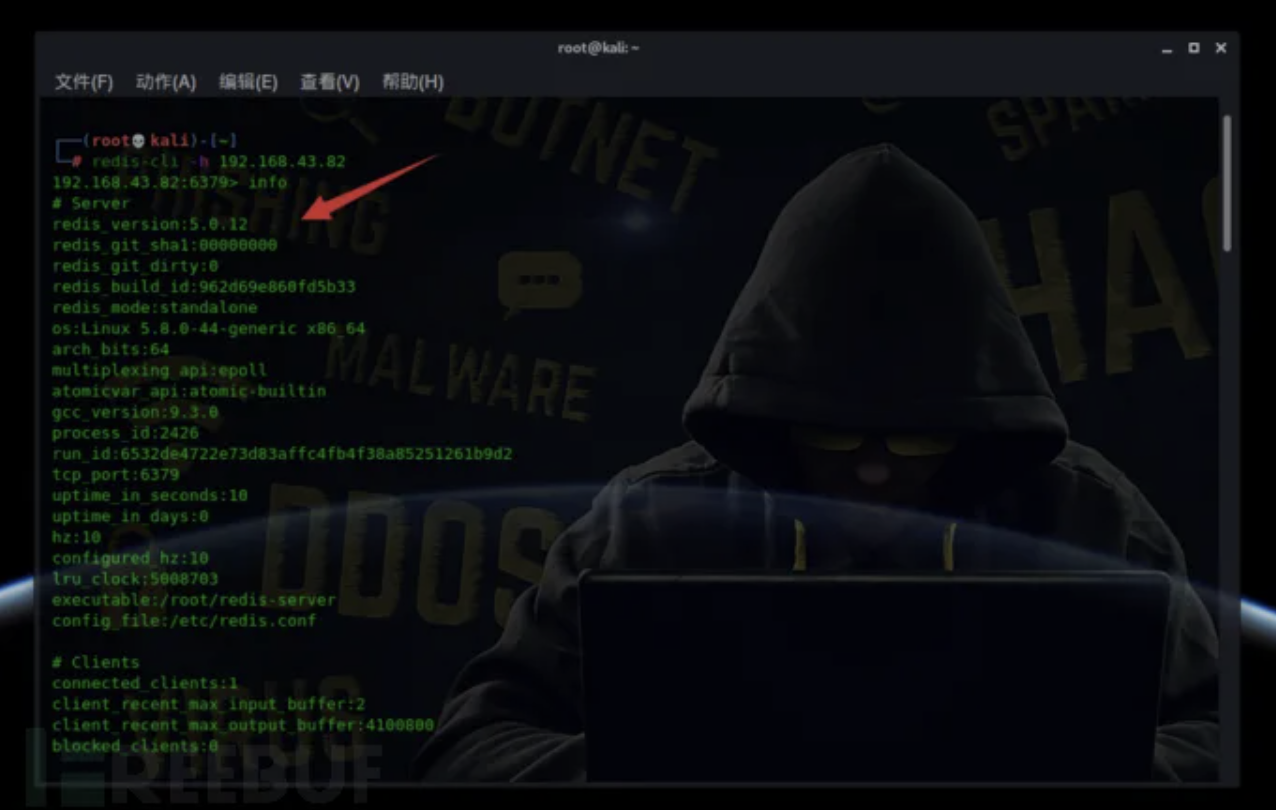 root@kali: ~
文件(F) 动作(A) 编辑(E) 查看(V) 帮助(H)
(root💀kali)-[~]
# redis-cli -h 192.168.43.82
192.168.43.82:6379> info
# Server
redis_version:5.0.12
redis_git_sha1:00000000
redis_git_dirty:0
redis_build_id:962d69e860fd5b33
redis_mode:standalone
os:Linux 5.8.0-44-generic x86_64
arch_bits:64
multiplexing_api:epoll
atomicvar_api:atomic-builtin
gcc_version:9.3.0
process_id:2426
run_id:6532de4722e73d83affc4fb4f38a85251261b9d2
tcp_port:6379
uptime_in_seconds:10
uptime_in_days:0
hz:10
configured_hz:10
lru_clock:5008703
executable:/root/redis-server
config_file:/etc/redis.conf
# Clients
connected_clients:1
client_recent_max_input_buffer:2
client_recent_max_output_buffer:4100800
blocked_clients:0
BOTNET
PHISHING
MALWARE
DDOS
VIRUS
FREEBUF